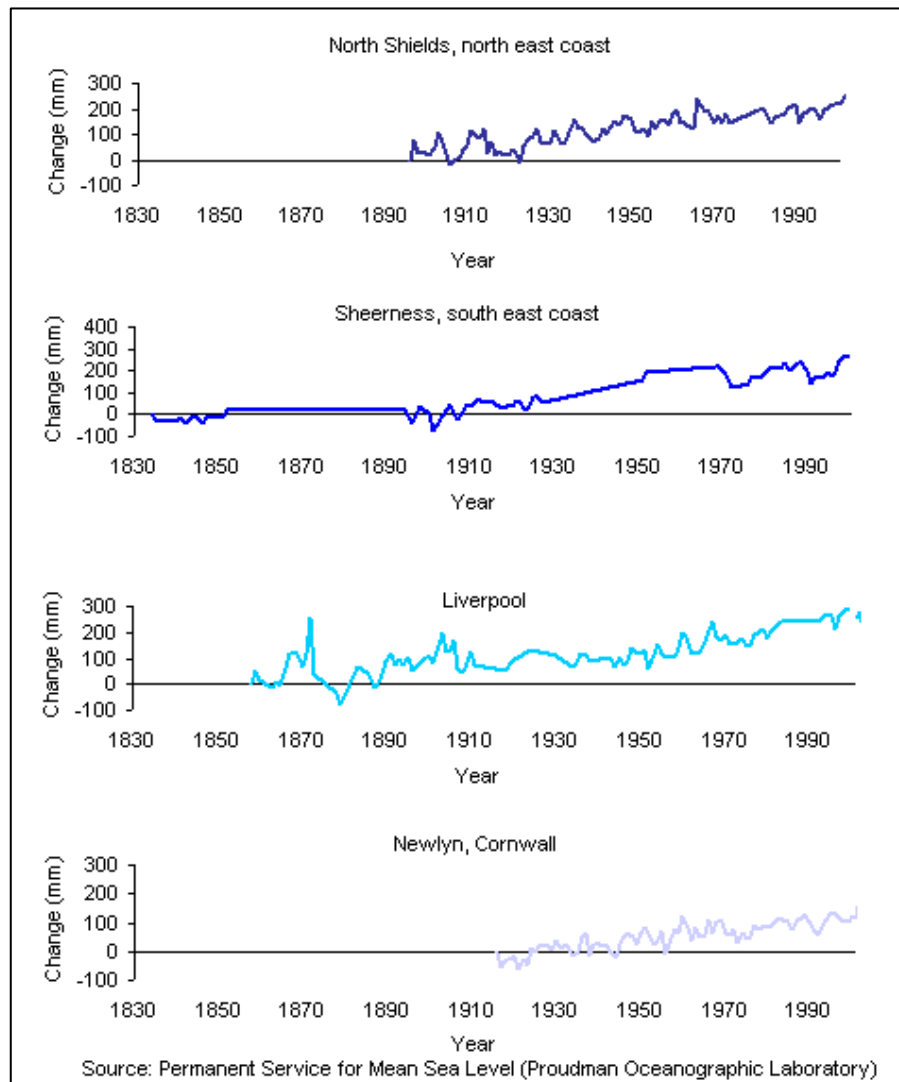 North Shields, north east coast
Change (mm)
300
200
100
0
-100
1830 1850 1870 1890 1910 1930 1950 1970 1990
Year
Sheerness, south east coast
Change (mm)
400
300
200
100
0
-100
1830 1850 1870 1890 1910 1930 1950 1970 1990
Year
Liverpool
Change (mm)
300
200
100
0
-100
1830 1850 1870 1890 1910 1930 1950 1970 1990
Year
Newlyn, Cornwall
Change (mm)
300
200
100
0
-100
1830 1850 1870 1890 1910 1930 1950 1970 1990
Year
Source: Permanent Service for Mean Sea Level (Proudman Oceanographic Laboratory)